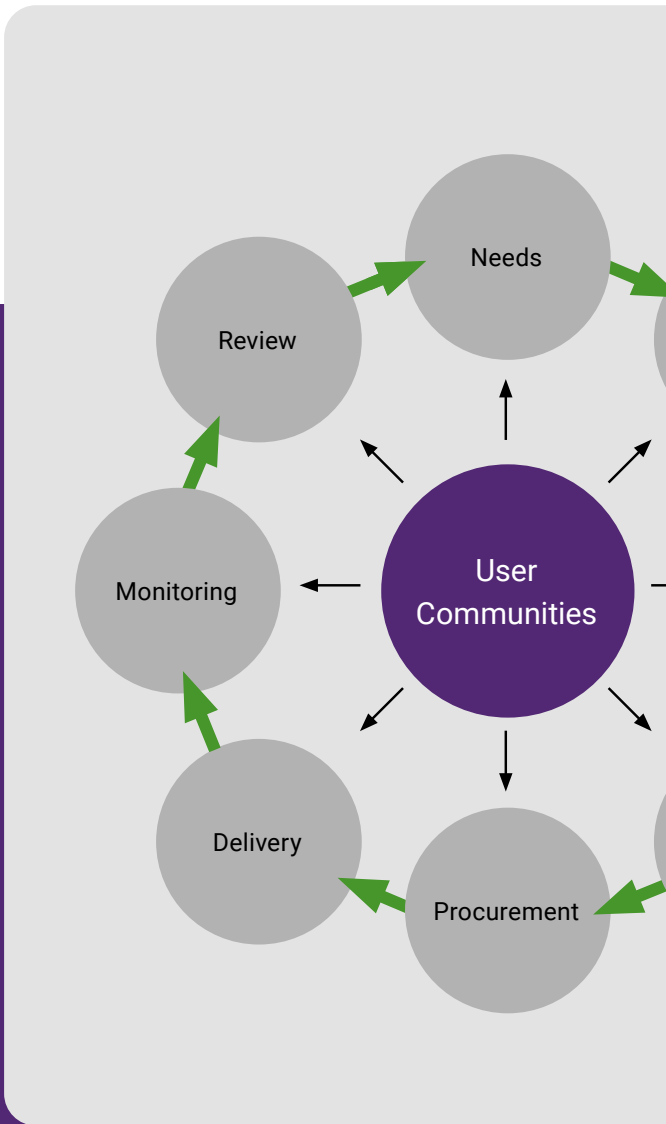 Needs
Review
Monitoring
User
Communities
Delivery
Procurement